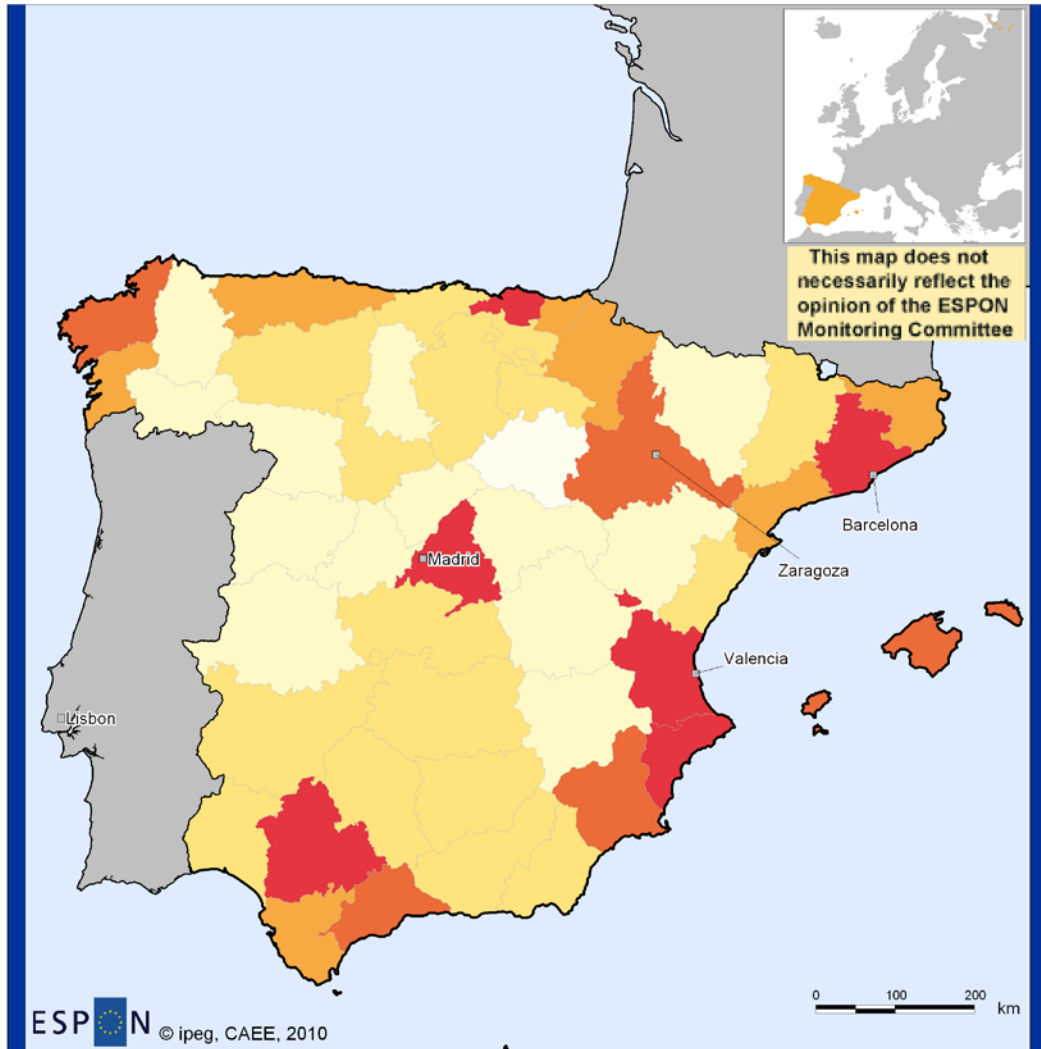 This map does not
necessarily reflect the
opinion of the ESPON
Monitoring Committee
Barcelona
Madrid
Zaragoza
Valencia
Lisbon
0 100 200
km
ESPON © ipeg, CAEE, 2010